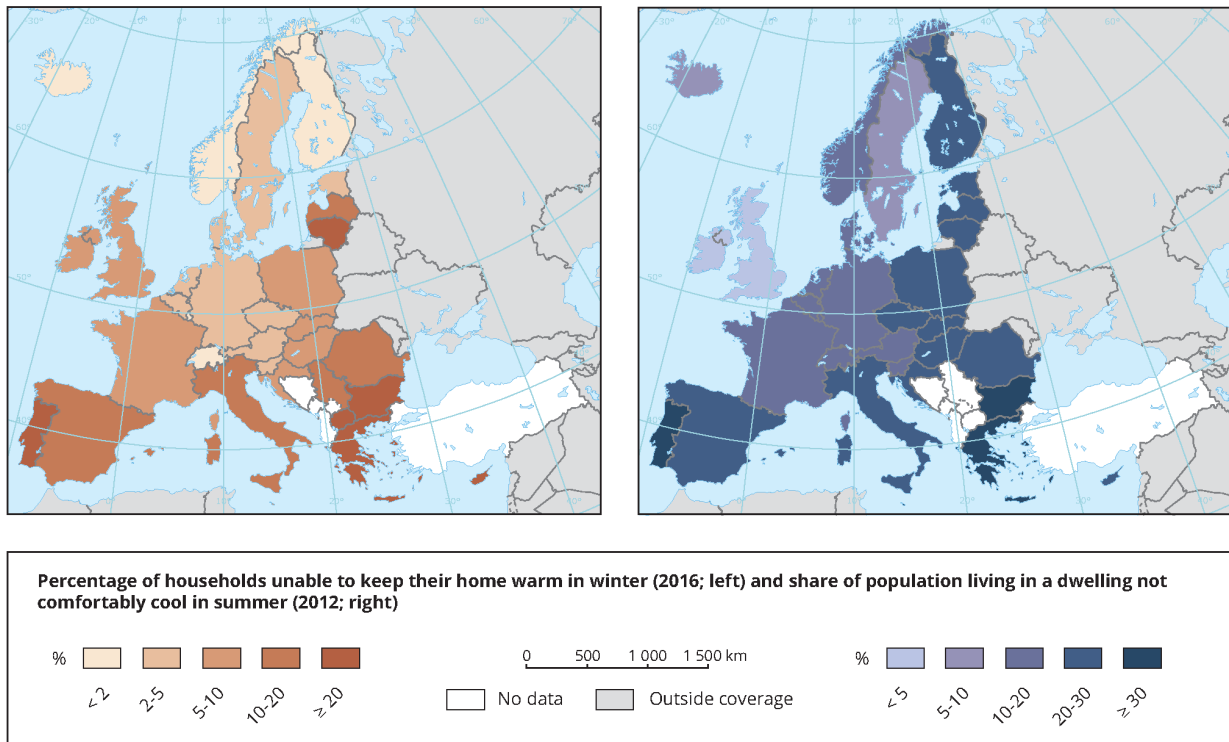 Percentage of households unable to keep their home warm in winter (2016; left) and share of population living in a dwelling not
comfortably cool in summer (2012; right)
%
< 2
2-5
5-10
10-20
≥ 20
0 500 1 000 1 500 km
No data
Outside coverage
%
< 5
5-10
10-20
20-30
≥ 30